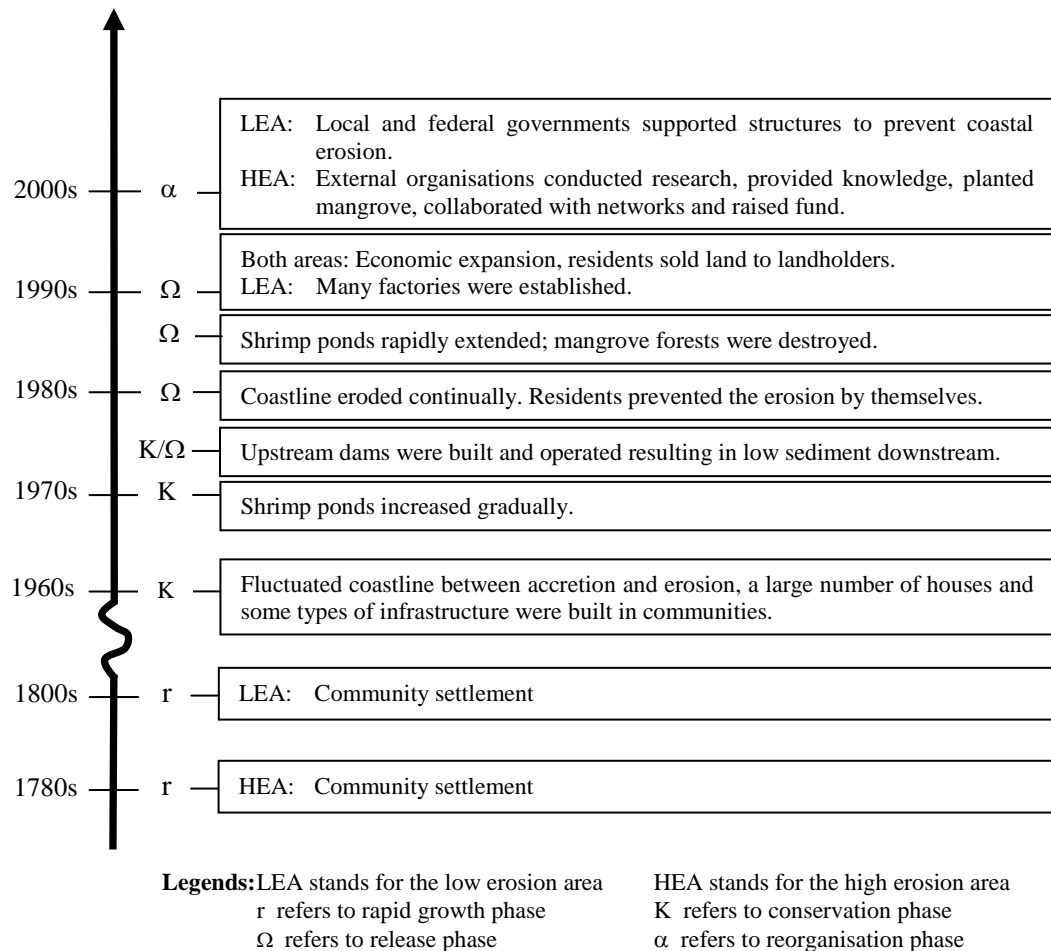 LEA: Local and federal governments supported structures to prevent coastal
erosion.
2000s α HEA: External organisations conducted research, provided knowledge, planted
mangrove, collaborated with networks and raised fund.
Both areas: Economic expansion, residents sold land to landholders.
1990s Ω LEA: Many factories were established.
Ω Shrimp ponds rapidly extended; mangrove forests were destroyed.
1980s Ω Coastline eroded continually. Residents prevented the erosion by themselves.
K/Ω Upstream dams were built and operated resulting in low sediment downstream.
1970s K Shrimp ponds increased gradually.
1960s K Fluctuated coastline between accretion and erosion, a large number of houses and
some types of infrastructure were built in communities.
1800s r LEA: Community settlement
1780s r HEA: Community settlement
Legends: LEA stands for the low erosion area HEA stands for the high erosion area
r refers to rapid growth phase K refers to conservation phase
Ω refers to release phase α refers to reorganisation phase